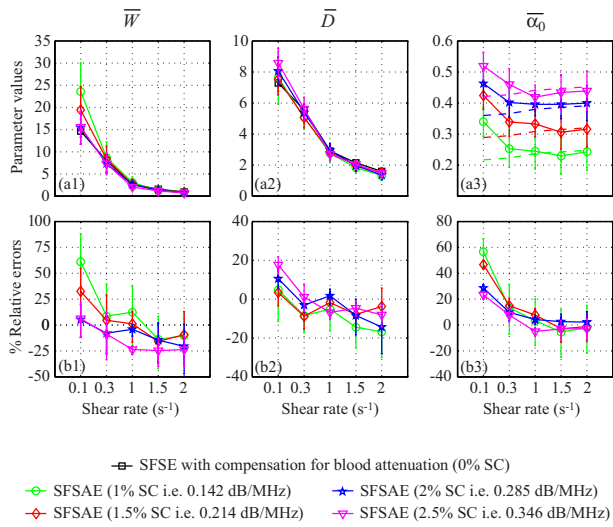 W̅ D̅ α̅₀
Parameter values
35
30
25
20
15
10
5
0
(a1)
10
8
6
4
2
0
(a2)
0.6
0.5
0.4
0.3
0.2
(a3)
% Relative errors
100
75
50
25
0
-25
-50
(b1)
40
20
0
-20
-40
(b2)
80
60
40
20
0
-20
-40
(b3)
0.1 0.3 1 1.5 2
0.1 0.3 1 1.5 2
0.1 0.3 1 1.5 2
Shear rate (s⁻¹) Shear rate (s⁻¹) Shear rate (s⁻¹)
SFSE with compensation for blood attenuation (0% SC)
SFSAE (1% SC i.e. 0.142 dB/MHz) SFSAE (2% SC i.e. 0.285 dB/MHz)
SFSAE (1.5% SC i.e. 0.214 dB/MHz) SFSAE (2.5% SC i.e. 0.346 dB/MHz)